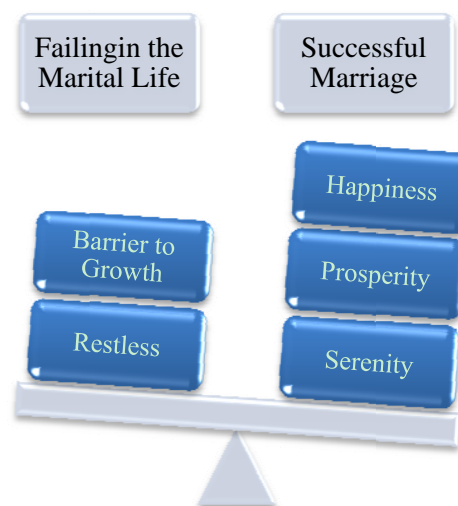 Failingin the
Marital Life
Successful
Marriage
Barrier to
Growth
Restless
Happiness
Prosperity
Serenity